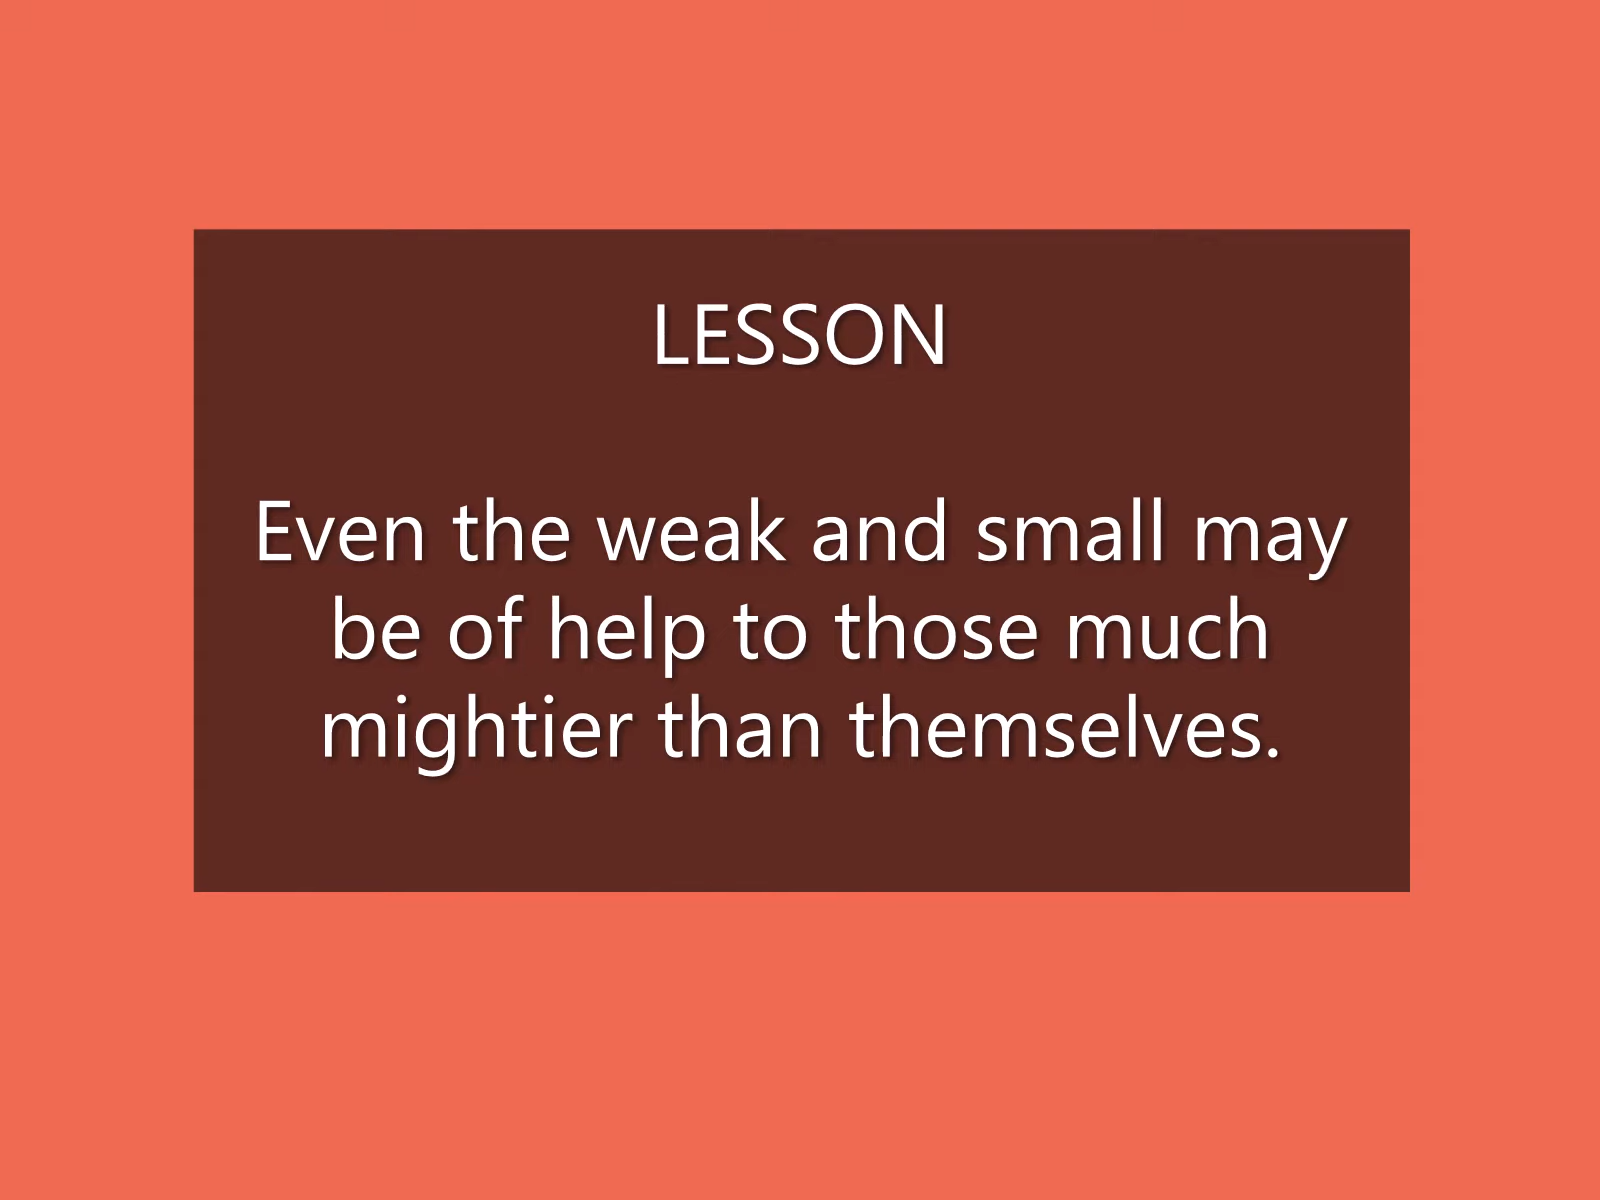 LESSON
Even the weak and small may
be of help to those much
mightier than themselves.